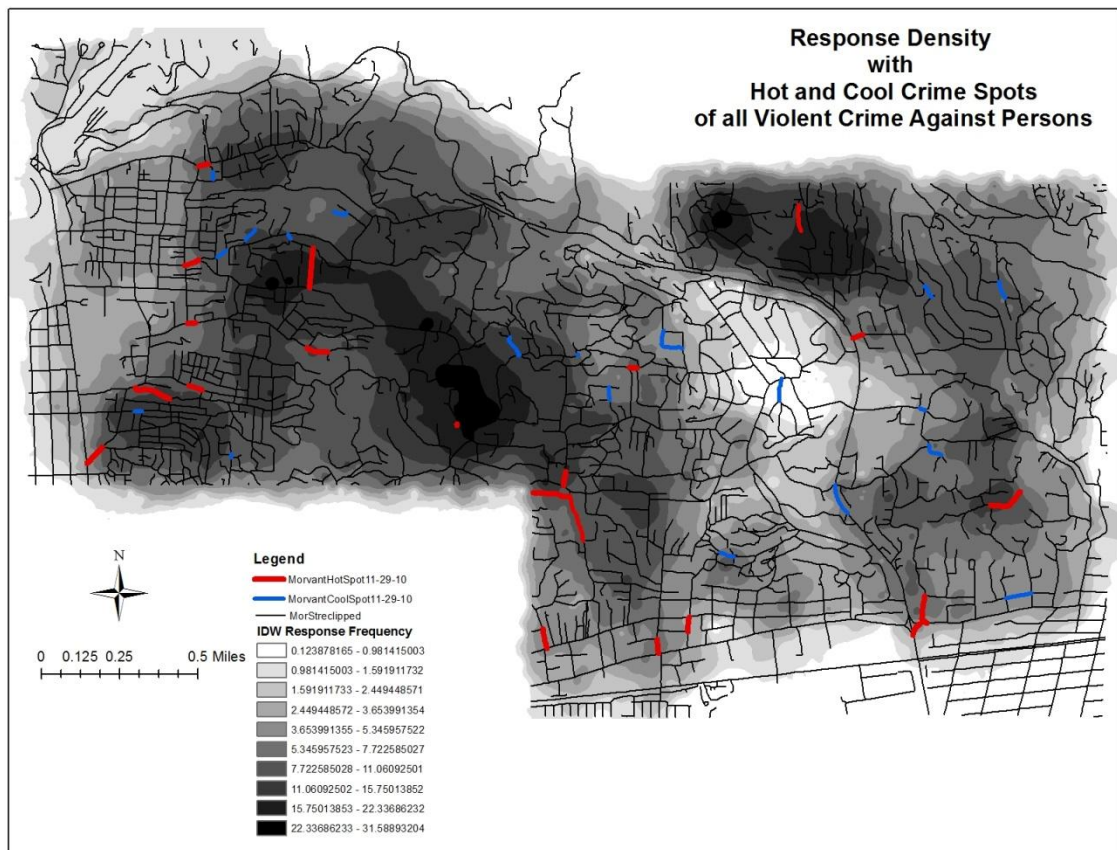 Response Density
with
Hot and Cool Crime Spots
of all Violent Crime Against Persons
N
0 0.125 0.25 0.5 Miles
Legend
MorvantHotSpot11-29-10
MorvantCoolSpot11-29-10
MorStreclipped
IDW Response Frequency
0.123878165 - 0.981415003
0.981415003 - 1.591911732
1.591911733 - 2.449448571
2.449448572 - 3.653991354
3.653991355 - 5.345957522
5.345957523 - 7.722585027
7.722585028 - 11.06092501
11.06092502 - 15.75013852
15.75013853 - 22.33686232
22.33686233 - 31.58893204